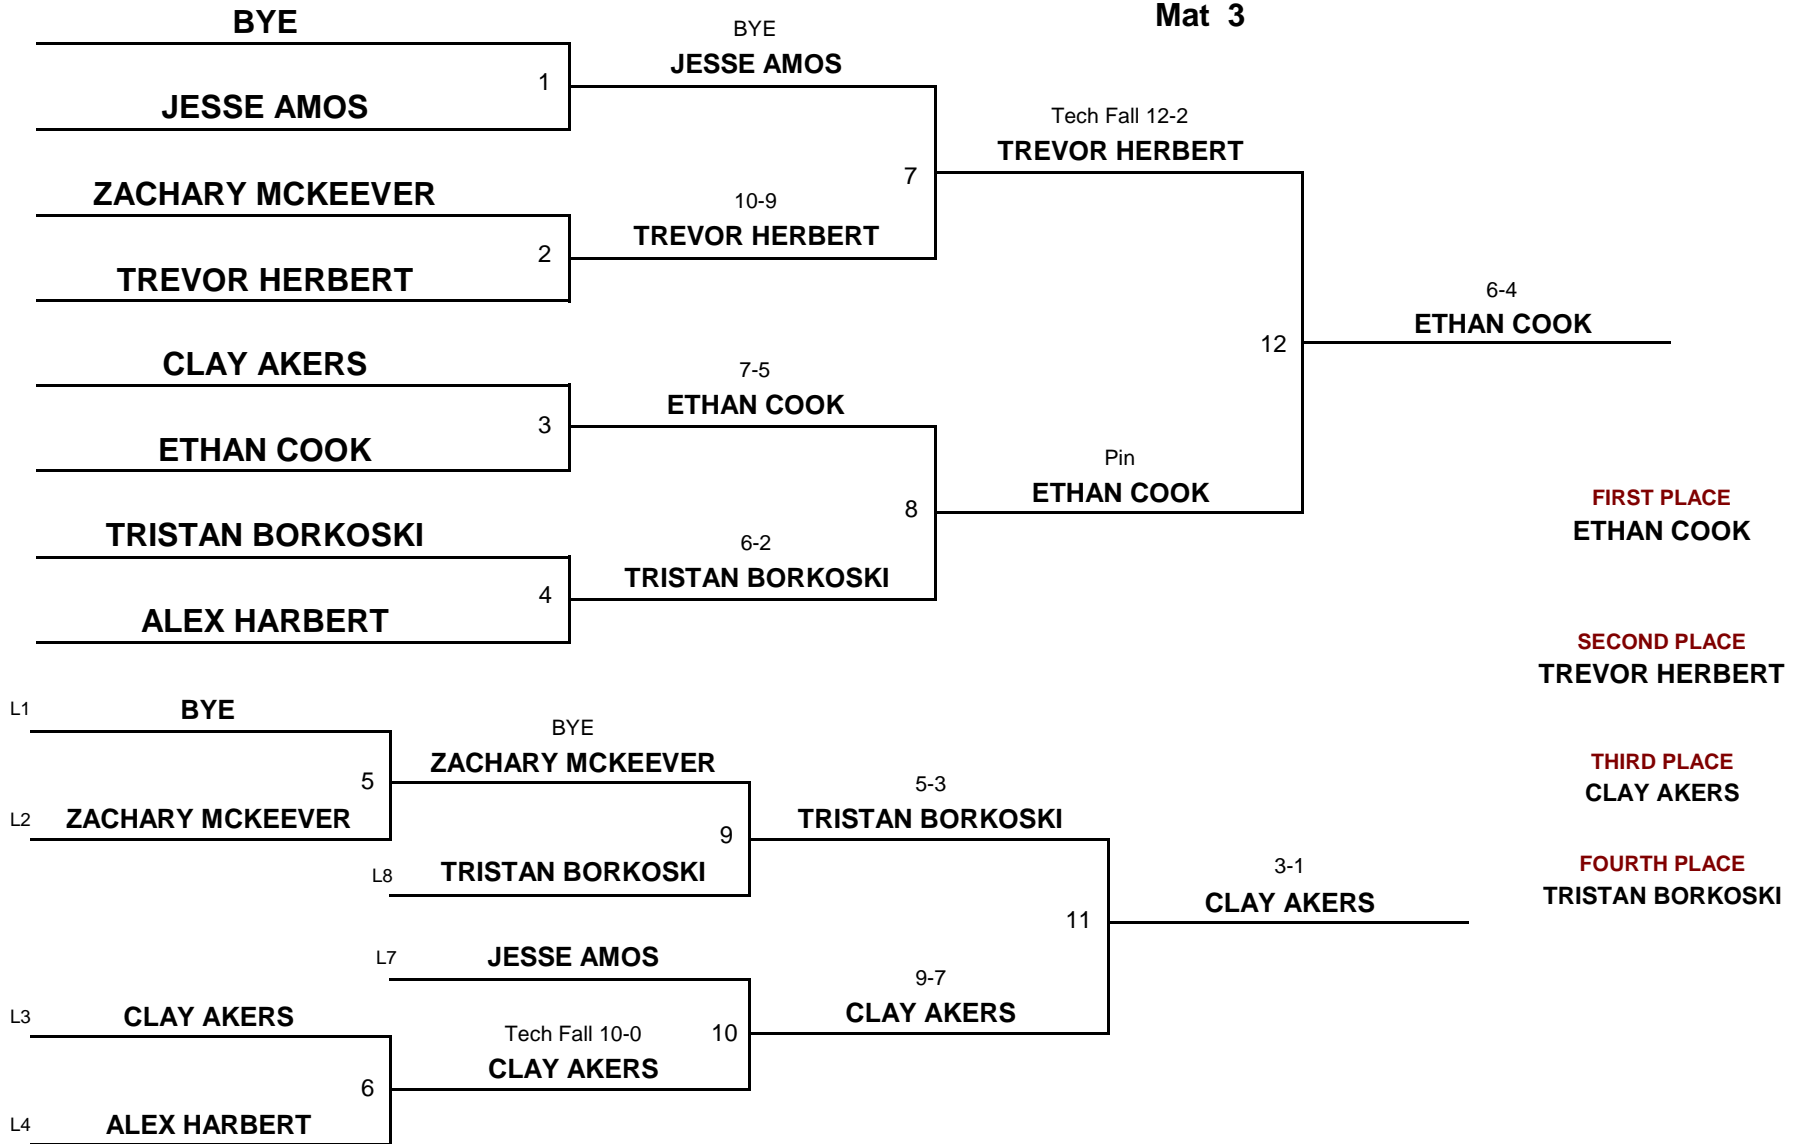 Mat 3
BYE
1
JESSE AMOS
BYE
JESSE AMOS
ZACHARY MCKEEVER
2
TREVOR HERBERT
10-9
TREVOR HERBERT
7
Tech Fall 12-2
TREVOR HERBERT
CLAY AKERS
3
ETHAN COOK
7-5
ETHAN COOK
TRISTAN BORKOSKI
4
ALEX HARBERT
6-2
TRISTAN BORKOSKI
8
Pin
ETHAN COOK
12
6-4
ETHAN COOK
FIRST PLACE
ETHAN COOK
SECOND PLACE
TREVOR HERBERT
THIRD PLACE
CLAY AKERS
FOURTH PLACE
TRISTAN BORKOSKI
L1 BYE
5
L2 ZACHARY MCKEEVER
BYE
ZACHARY MCKEEVER
9
L8 TRISTAN BORKOSKI
5-3
TRISTAN BORKOSKI
L7 JESSE AMOS
L3 CLAY AKERS
6
L4 ALEX HARBERT
Tech Fall 10-0
CLAY AKERS
10
9-7
CLAY AKERS
11
3-1
CLAY AKERS